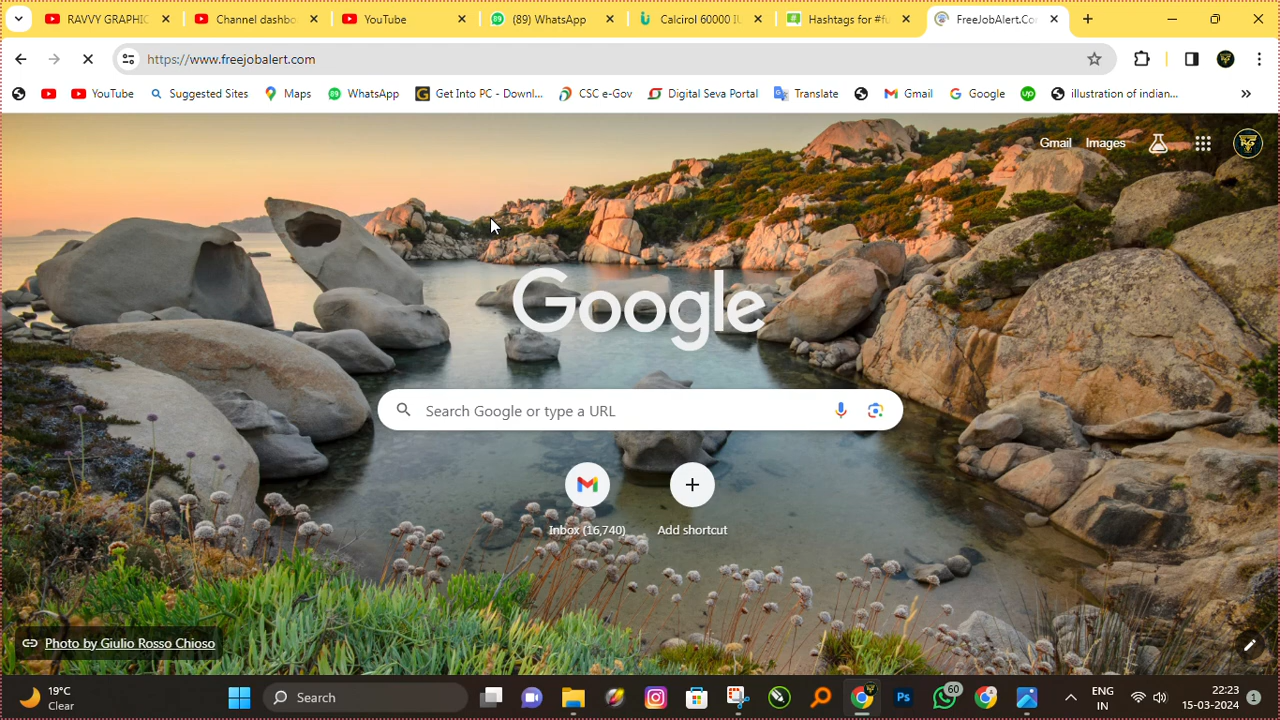 RAVVY GRAPHIC
Channel dashbo
YouTube
(89) WhatsApp
Calcirol 60000 IU
Hashtags for #fu
FreeJobAlert.Co
https://www.freejobalert.com
YouTube
Suggested Sites
Maps
WhatsApp
Get Into PC - Downl...
CSC e-Gov
Digital Seva Portal
Translate
Gmail
Google
illustration of indian...
Gmail
Images
Google
Search Google or type a URL
Inbox (16,740)
Add shortcut
Photo by Giulio Rosso Chioso
19°C
Clear
Search
60
ENG
IN
22:23
15-03-2024
1